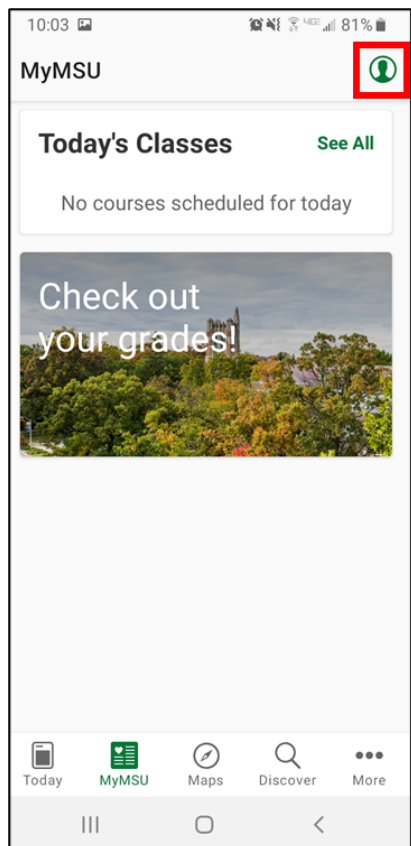 10:03 4GE 81%
MyMSU
Today's Classes See All
No courses scheduled for today
Check out
your grades!
Today MyMSU Maps Discover More